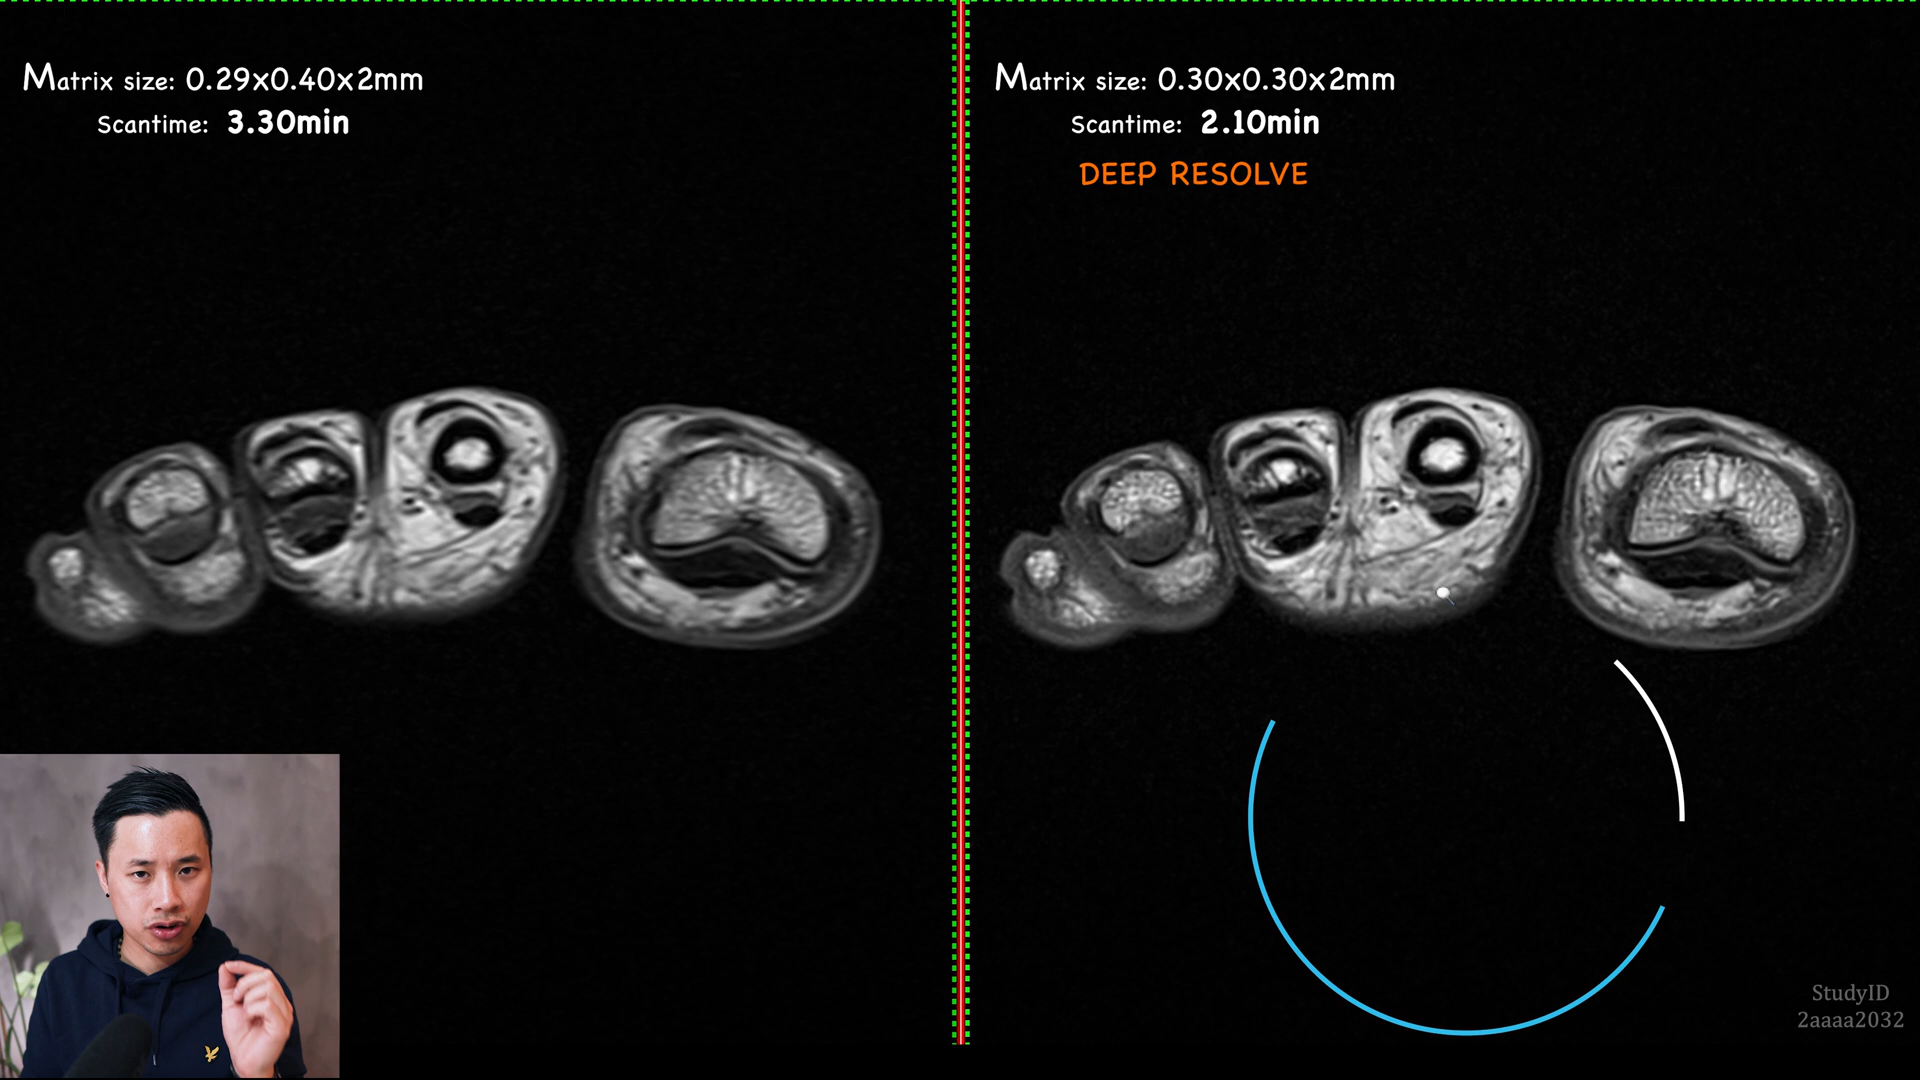 Matrix size: 0.29x0.40x2mm
Scantime: 3.30min
Matrix size: 0.30x0.30x2mm
Scantime: 2.10min
DEEP RESOLVE
StudyID
2aaaa2032